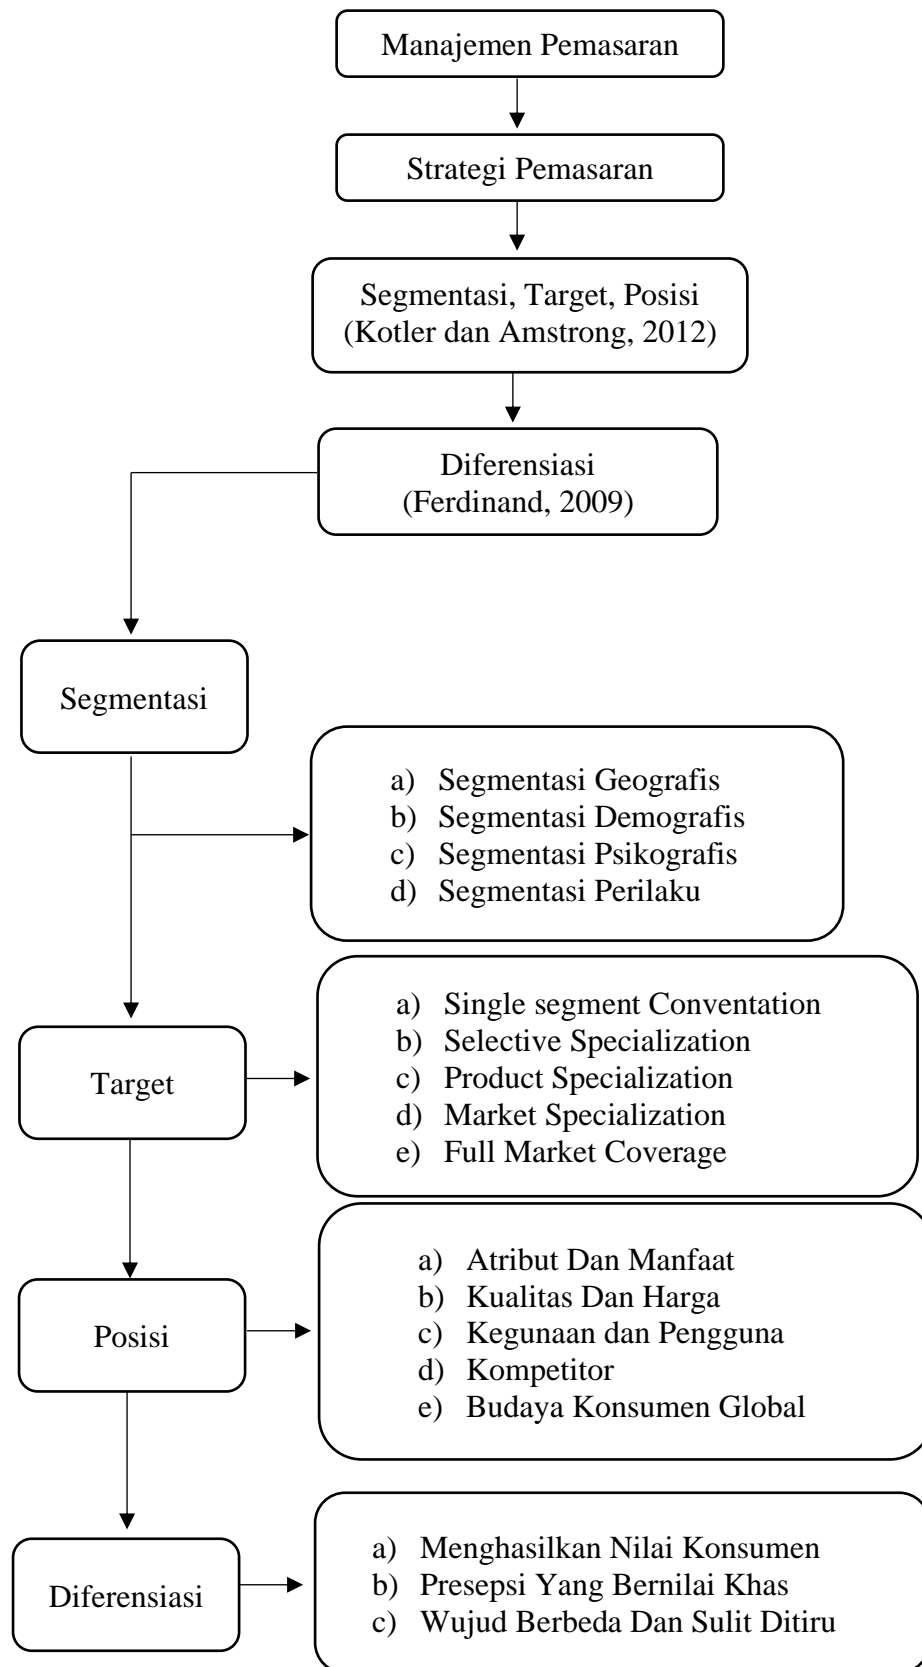 Manajemen Pemasaran
Strategi Pemasaran
Segmentasi, Target, Posisi
(Kotler dan Amstrong, 2012)
Diferensiasi
(Ferdinand, 2009)
Segmentasi
a) Segmentasi Geografis
b) Segmentasi Demografis
c) Segmentasi Psikografis
d) Segmentasi Perilaku
Target
a) Single segment Conventation
b) Selective Specialization
c) Product Specialization
d) Market Specialization
e) Full Market Coverage
Posisi
a) Atribut Dan Manfaat
b) Kualitas Dan Harga
c) Kegunaan dan Pengguna
d) Kompetitor
e) Budaya Konsumen Global
Diferensiasi
a) Menghasilkan Nilai Konsumen
b) Presepsi Yang Bernilai Khas
c) Wujud Berbeda Dan Sulit Ditiru